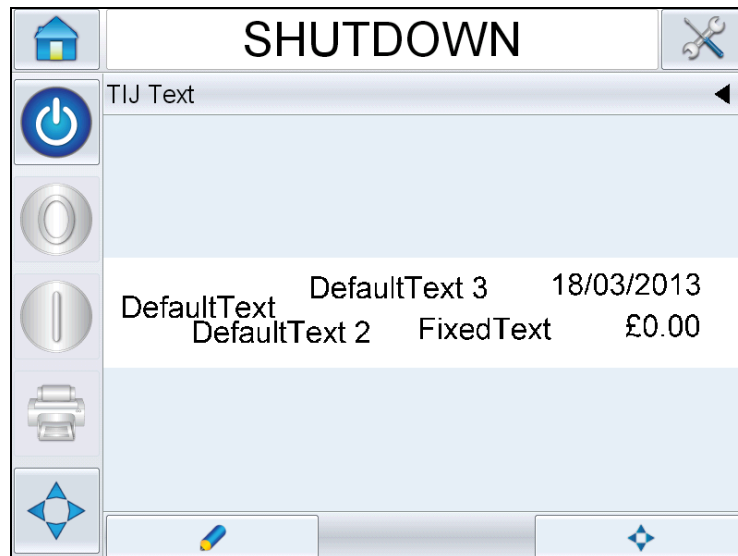 SHUTDOWN
TIJ Text
DefaultText 3 18/03/2013
DefaultText
DefaultText 2 FixedText £0.00